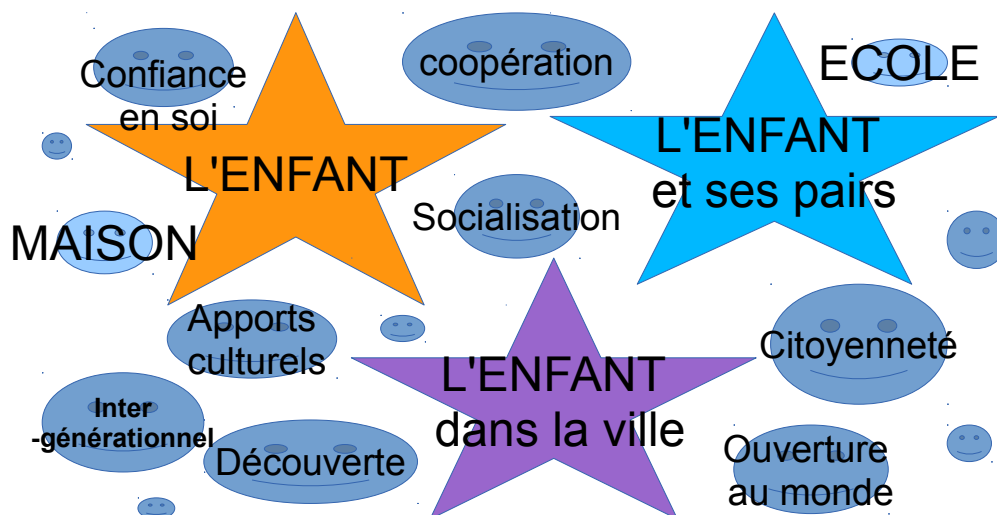 Confiance
en soi
coopération
ECOLE
L'ENFANT
L'ENFANT
et ses pairs
MAISON
Socialisation
Apports
culturels
L'ENFANT
dans la ville
Citoyenneté
Inter
-générationnel
Découverte
Ouverture
au monde